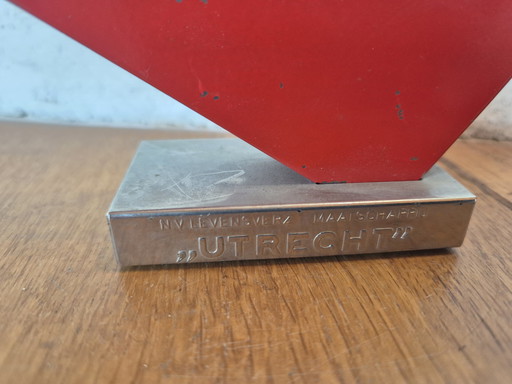 N.V. LEVENSVERZ. MAATSCHAPPIJ
„UTRECHT”